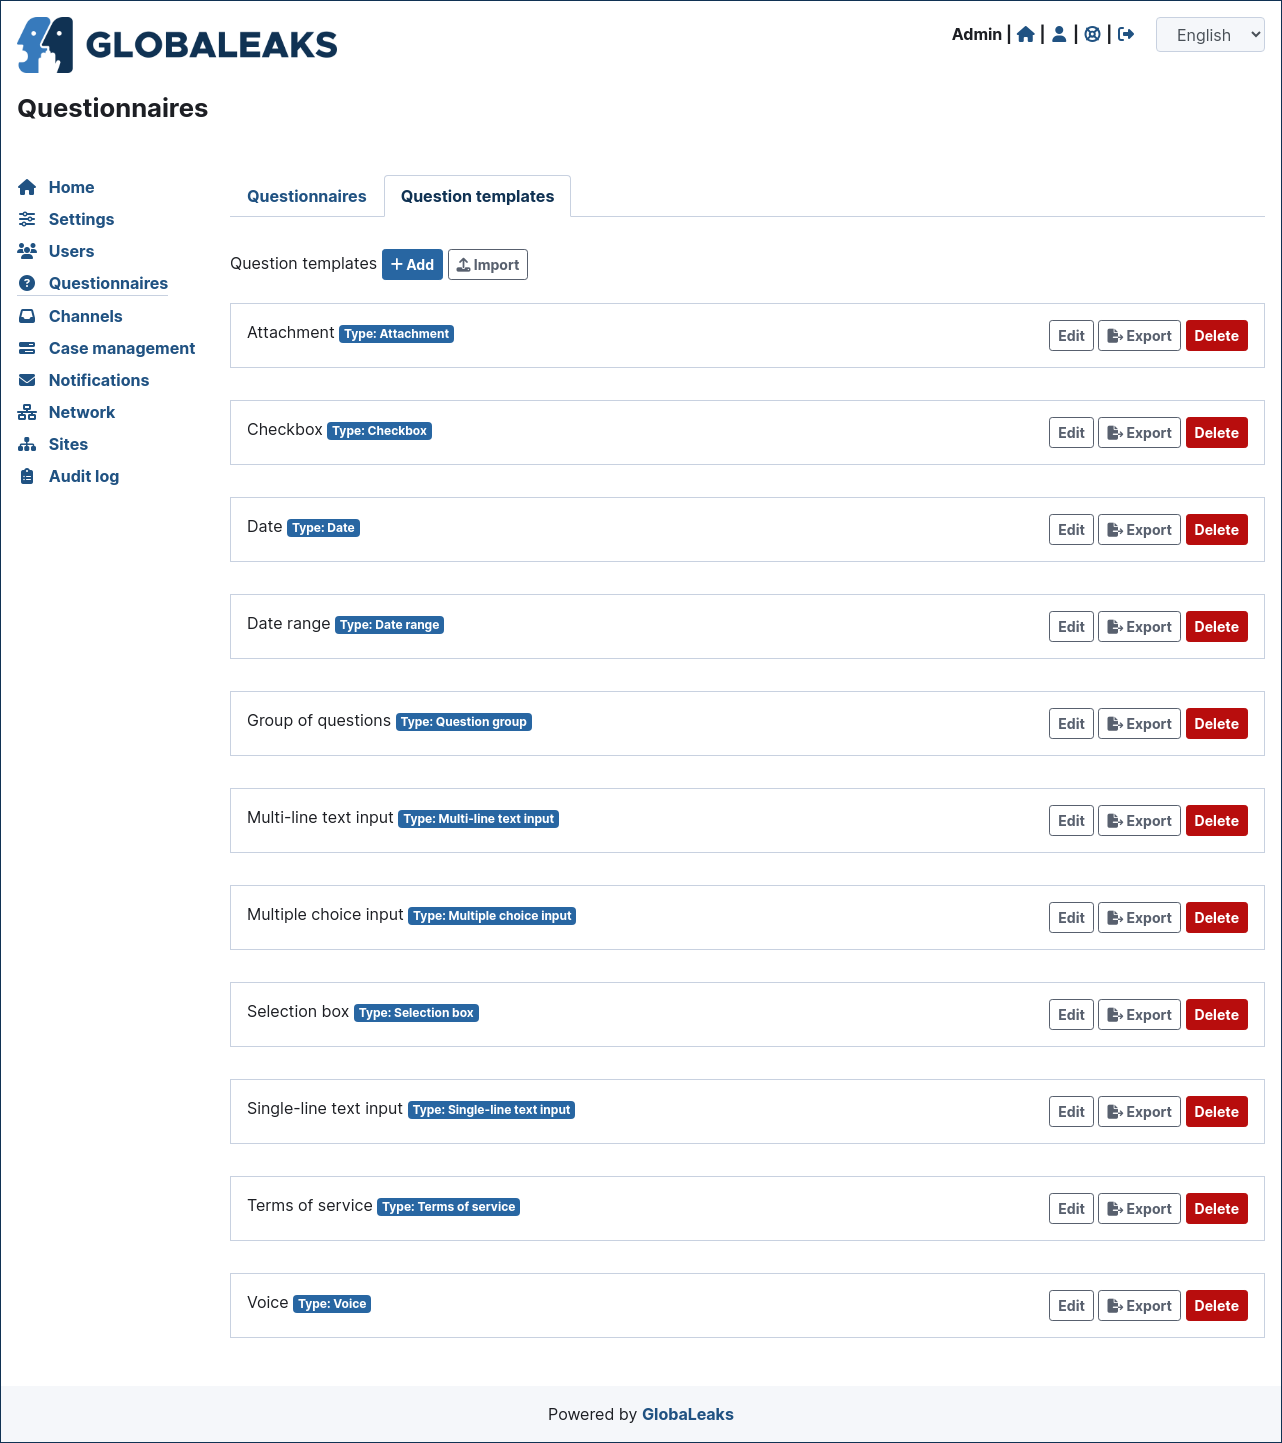 GLOBALEAKS
Admin | | | | English
Questionnaires
Home
Settings
Users
Questionnaires
Channels
Case management
Notifications
Network
Sites
Audit log
Questionnaires Question templates
Question templates + Add Import
Attachment Type: Attachment Edit Export Delete
Checkbox Type: Checkbox Edit Export Delete
Date Type: Date Edit Export Delete
Date range Type: Date range Edit Export Delete
Group of questions Type: Question group Edit Export Delete
Multi-line text input Type: Multi-line text input Edit Export Delete
Multiple choice input Type: Multiple choice input Edit Export Delete
Selection box Type: Selection box Edit Export Delete
Single-line text input Type: Single-line text input Edit Export Delete
Terms of service Type: Terms of service Edit Export Delete
Voice Type: Voice Edit Export Delete
Powered by GlobaLeaks